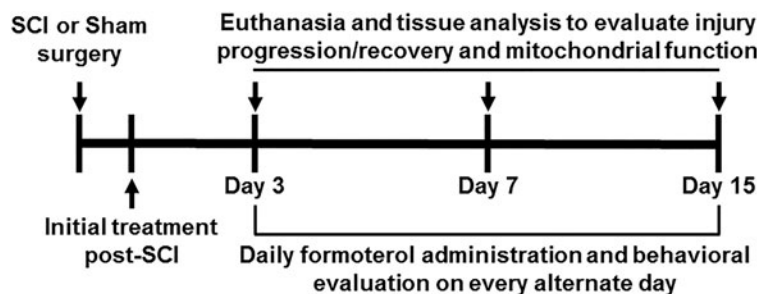 SCI or Sham
surgery
Euthanasia and tissue analysis to evaluate injury
progression/recovery and mitochondrial function
Day 3
Day 7
Day 15
Initial treatment
post-SCI
Daily formoterol administration and behavioral
evaluation on every alternate day